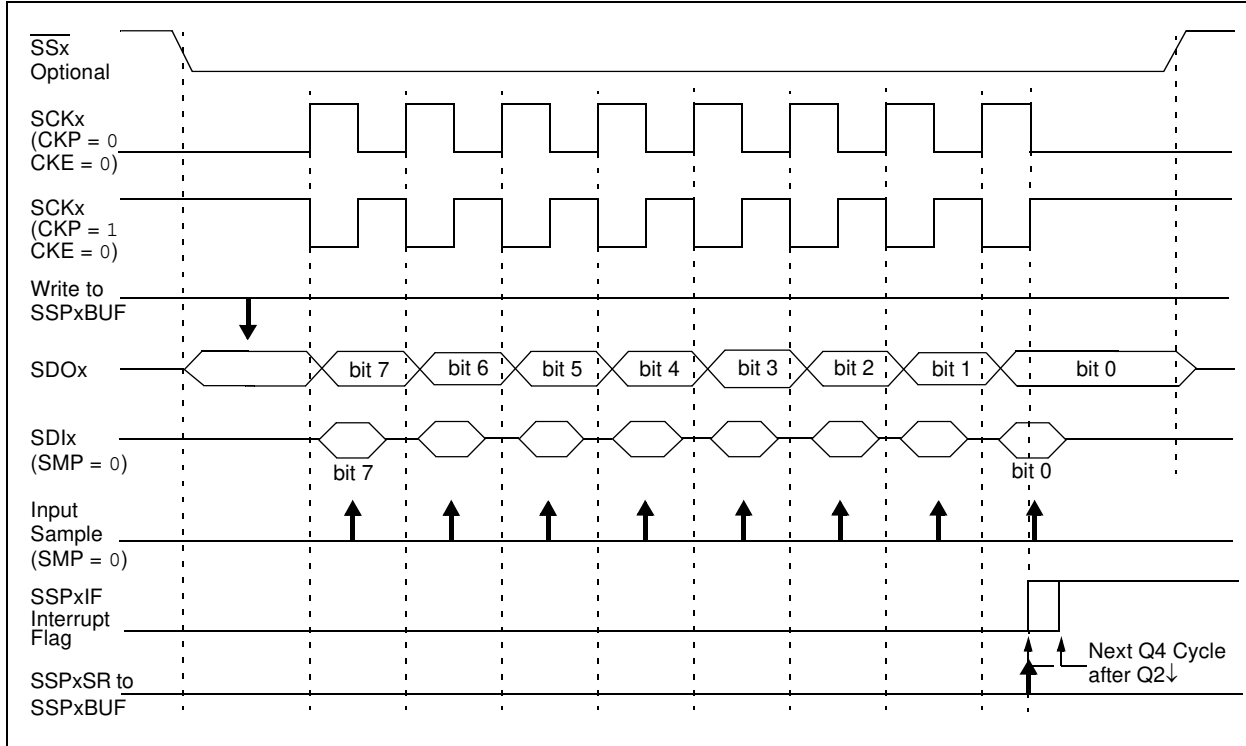 SSx
Optional
SCKx
(CKP = 0
CKE = 0)
SCKx
(CKP = 1
CKE = 0)
Write to
SSPxBUF
SDOx
bit 7
bit 6
bit 5
bit 4
bit 3
bit 2
bit 1
bit 0
SDIx
(SMP = 0)
bit 7
bit 0
Input
Sample
(SMP = 0)
SSPxIF
Interrupt
Flag
Next Q4 Cycle
after Q2↓
SSPxSR to
SSPxBUF